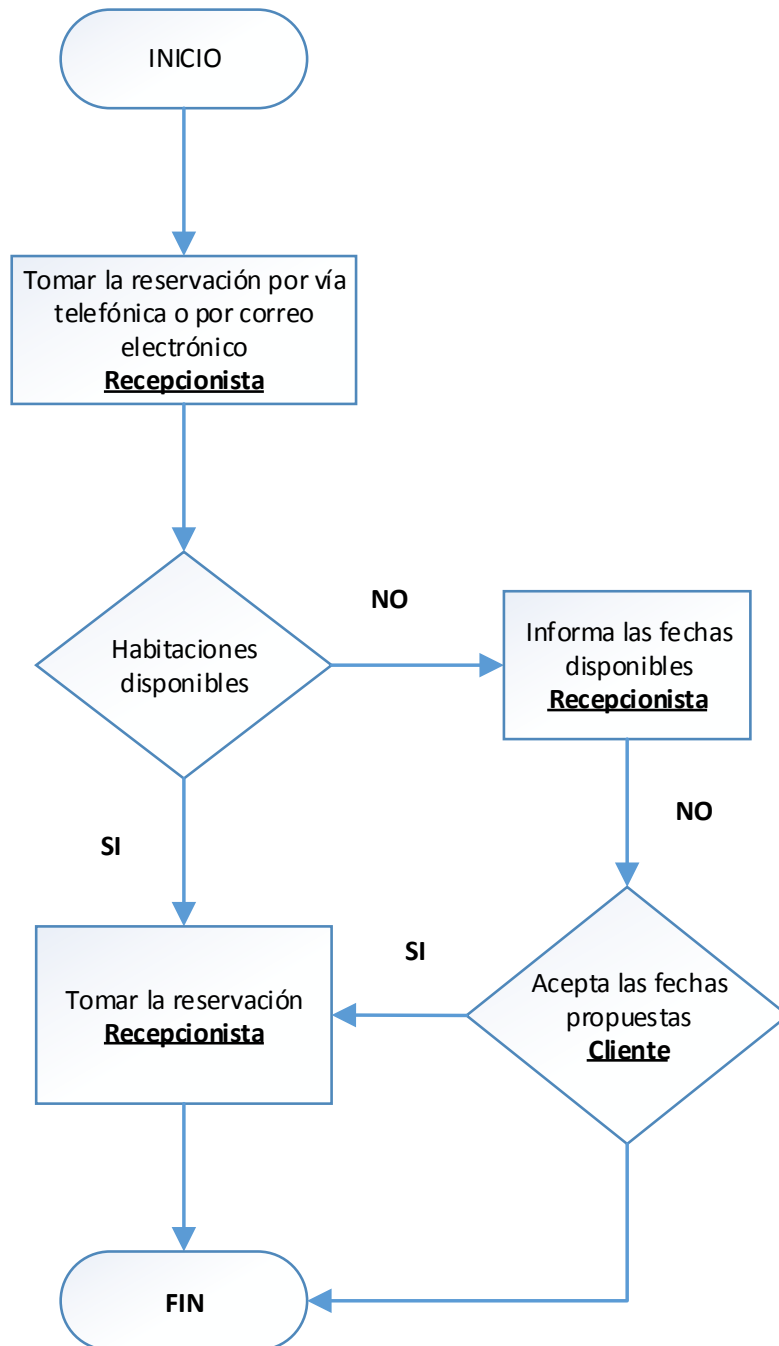 INICIO
Tomar la reservación por vía
telefónica o por correo
electrónico
Recepcionista
Habitaciones
disponibles
NO
Informa las fechas
disponibles
Recepcionista
NO
SI
Tomar la reservación
Recepcionista
SI
Acepta las fechas
propuestas
Cliente
FIN